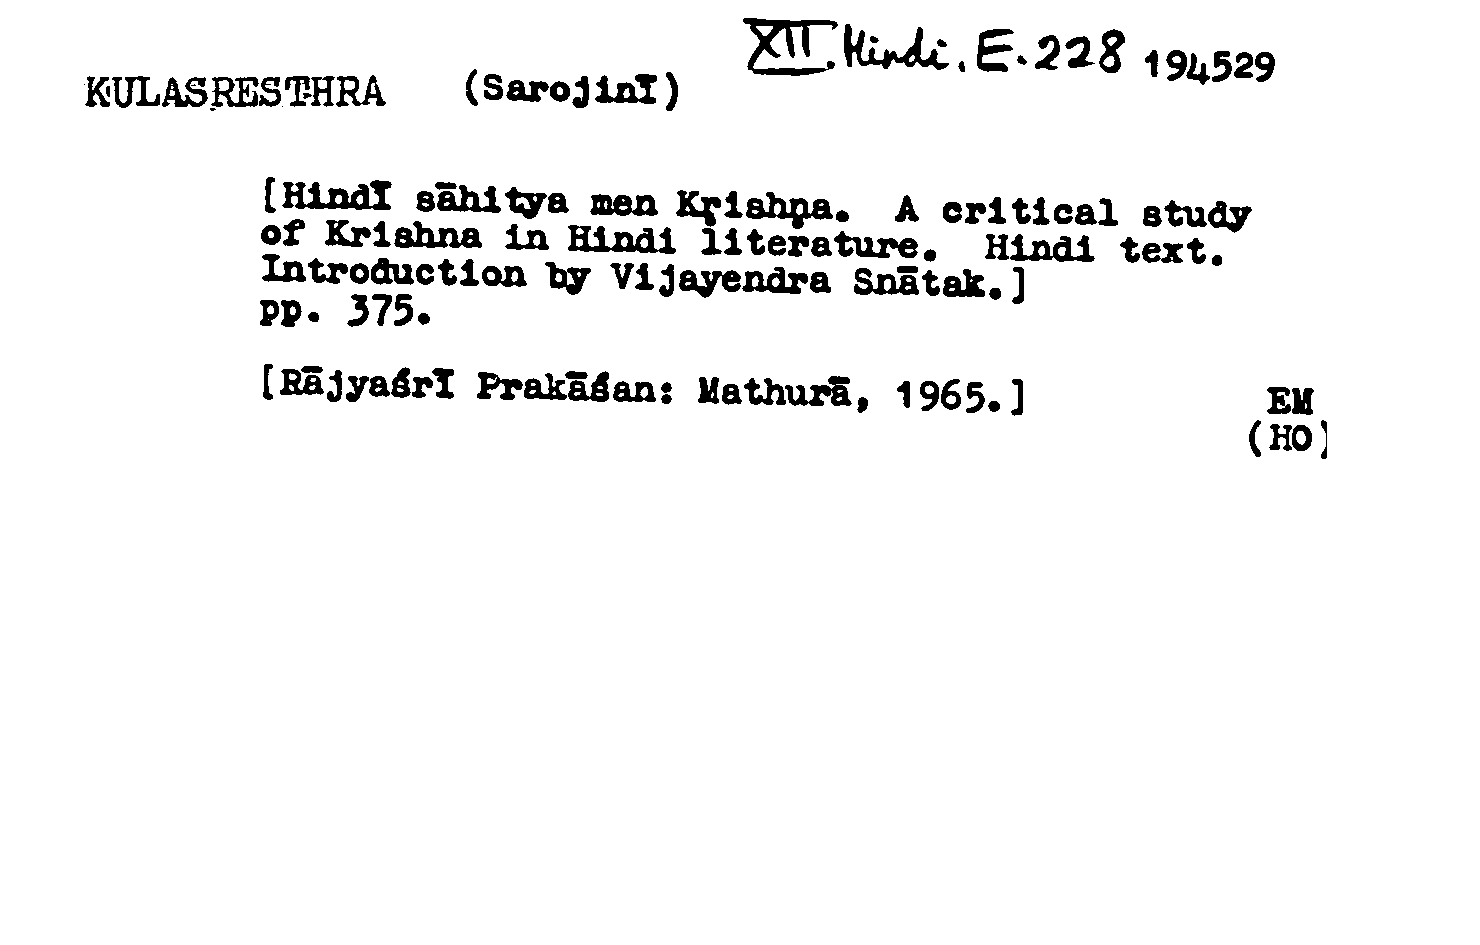 XII. Hindi. E. 228 194529
KULASRESTHRA (Sarojinī)
[Hindī sāhitya men Kṛishṇa. A critical study
of Krishna in Hindi literature. Hindi text.
Introduction by Vijayendra Snātak.]
pp. 375.
[Rājyaśrī Prakāśan: Mathurā, 1965.]
EM
(HO)